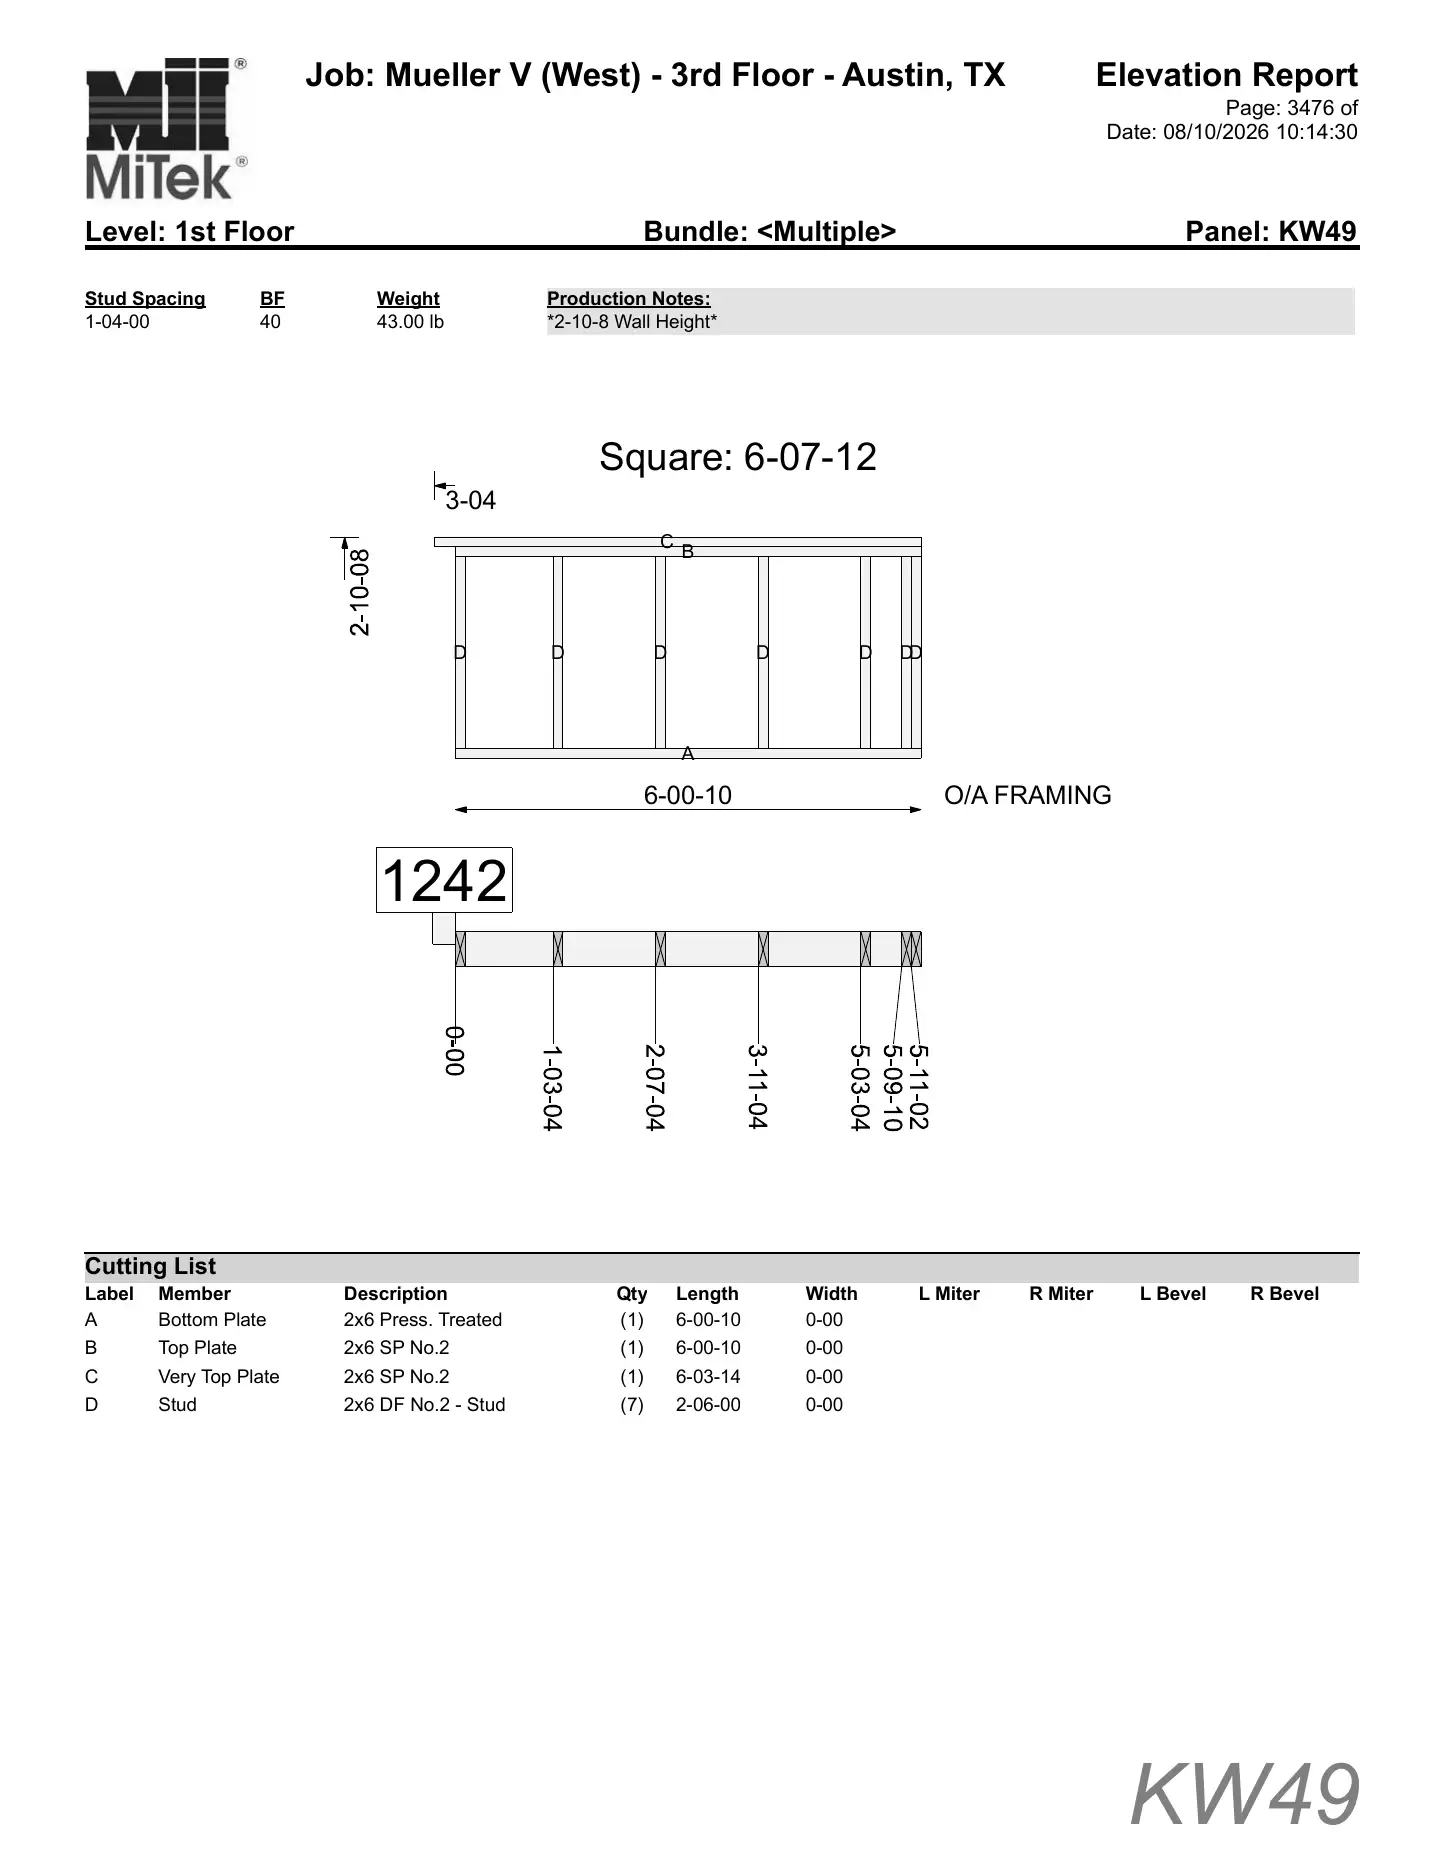 MiTek®
®
Job: Mueller V (West) - 3rd Floor - Austin, TX
Elevation Report
Page: 3476 of
Date: 08/10/2026 10:14:30
Level: 1st Floor Bundle: <Multiple> Panel: KW49
Stud Spacing BF Weight Production Notes:
1-04-00 40 43.00 lb *2-10-8 Wall Height*
Square: 6-07-12
3-04
2-10-08
C
B
D D D D D D D
A
6-00-10 O/A FRAMING
1242
0-00 1-03-04 2-07-04 3-11-04 5-03-04 5-09-10 5-11-02
Cutting List
Label Member Description Qty Length Width L Miter R Miter L Bevel R Bevel
A Bottom Plate 2x6 Press. Treated (1) 6-00-10 0-00
B Top Plate 2x6 SP No.2 (1) 6-00-10 0-00
C Very Top Plate 2x6 SP No.2 (1) 6-03-14 0-00
D Stud 2x6 DF No.2 - Stud (7) 2-06-00 0-00
KW49